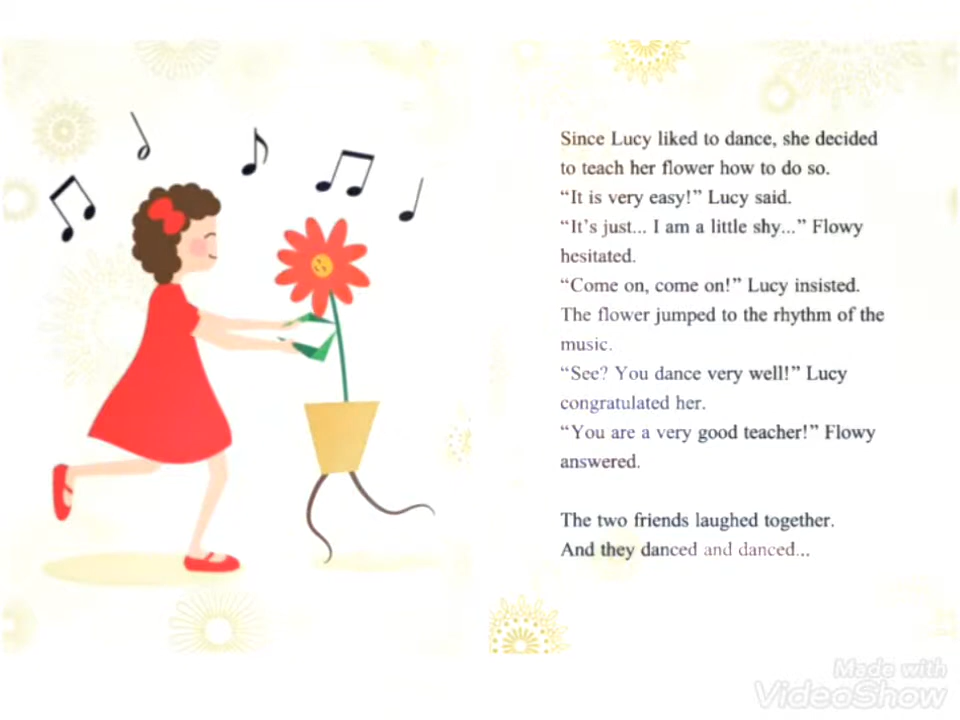 Since Lucy liked to dance, she decided
to teach her flower how to do so.
“It is very easy!” Lucy said.
“It’s just... I am a little shy...” Flowy
hesitated.
“Come on, come on!” Lucy insisted.
The flower jumped to the rhythm of the
music.
“See? You dance very well!” Lucy
congratulated her.
“You are a very good teacher!” Flowy
answered.
The two friends laughed together.
And they danced and danced...
Made with
VideoShow